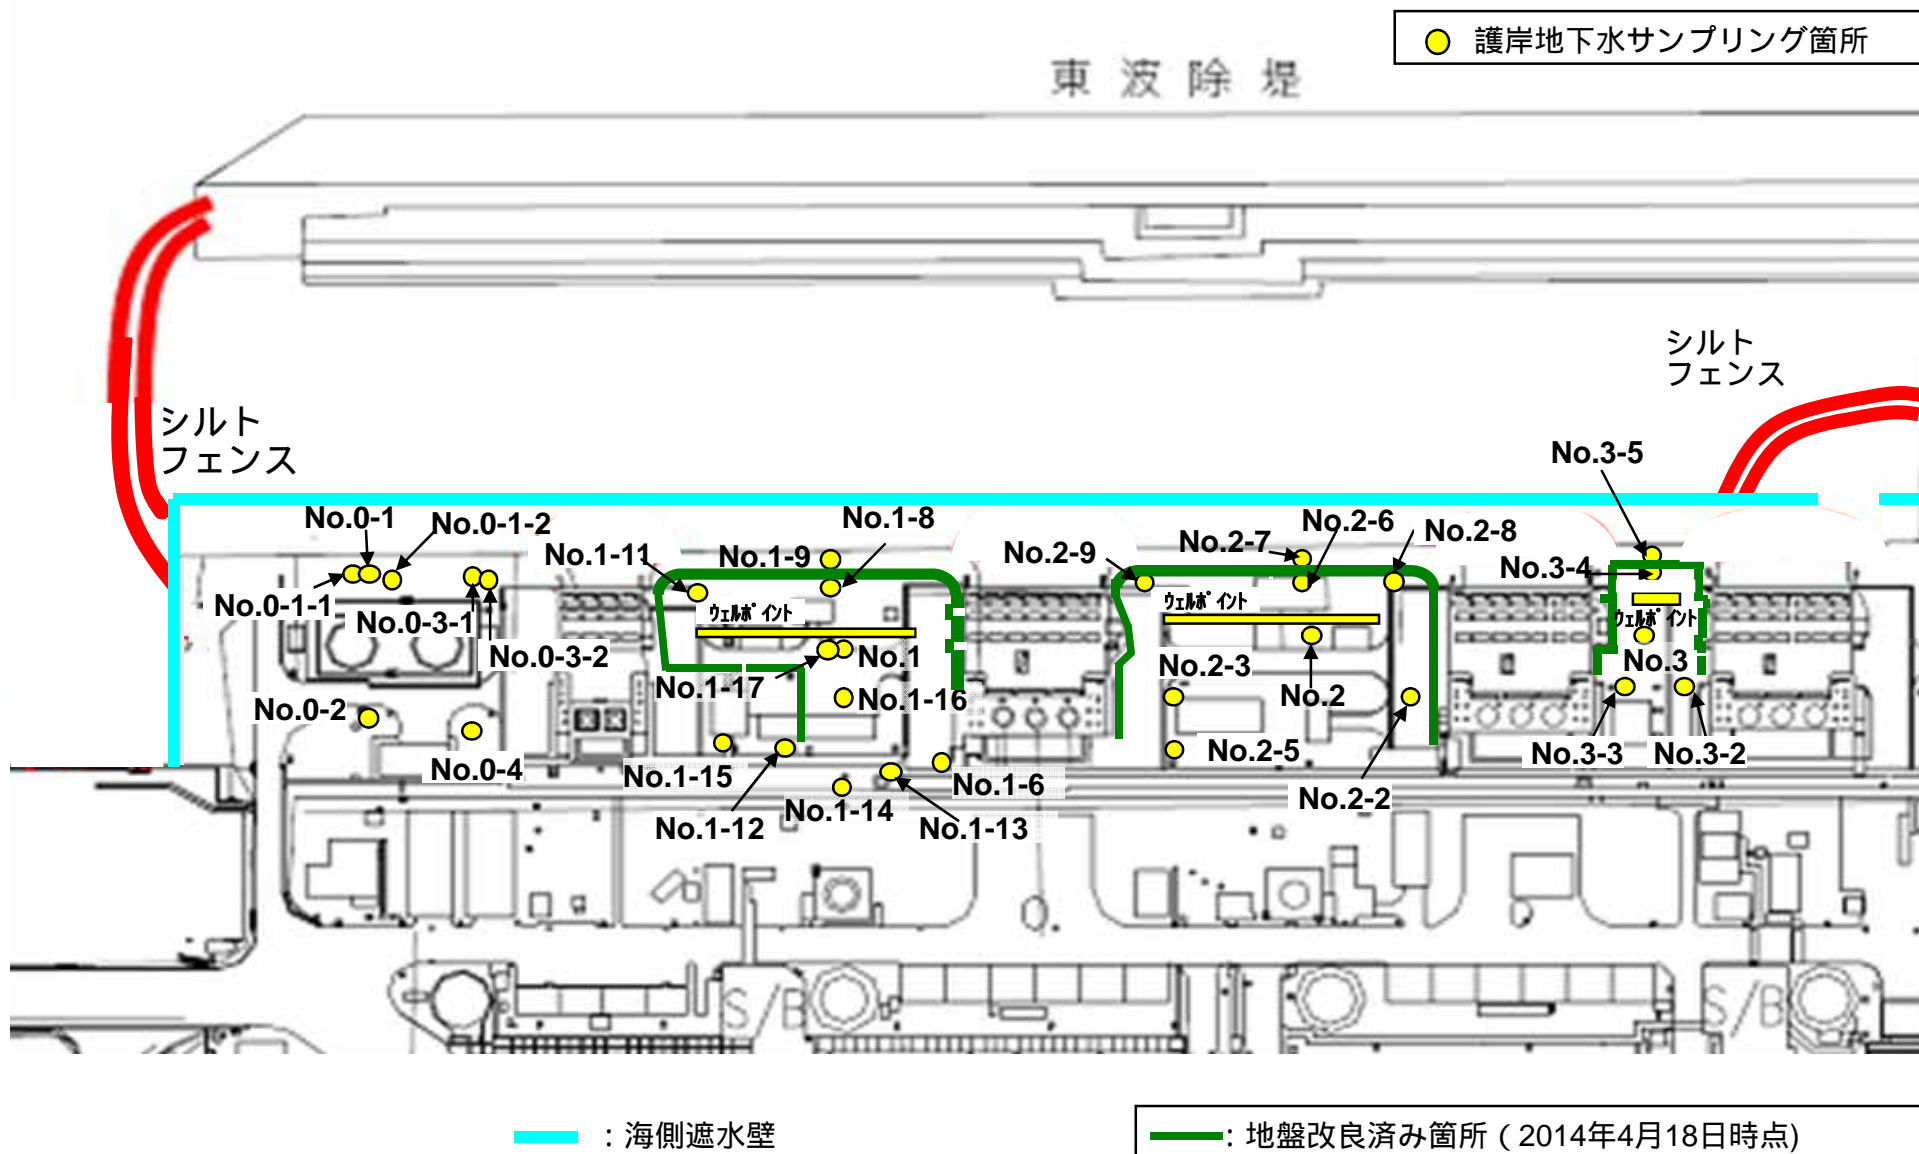 護岸地下水サンプリング箇所
東波除堤
シルト
フェンス
シルト
フェンス
No.3-5
No.0-1
No.0-1-2
No.1-8
No.2-6
No.2-8
No.1-11
No.1-9
No.2-9
No.2-7
No.3-4
No.0-1-1
No.0-3-1
ウェルポイント
ウェルポイント
ウェルポイント
No.0-3-2
No.1
No.2-3
No.3
No.1-17
No.1-16
No.2
No.0-2
No.0-4
No.1-15
No.1-6
No.2-5
No.3-3
No.3-2
No.1-12
No.1-14
No.1-13
No.2-2
S/B
S/B
：海側遮水壁
：地盤改良済み箇所（2014年4月18日時点)